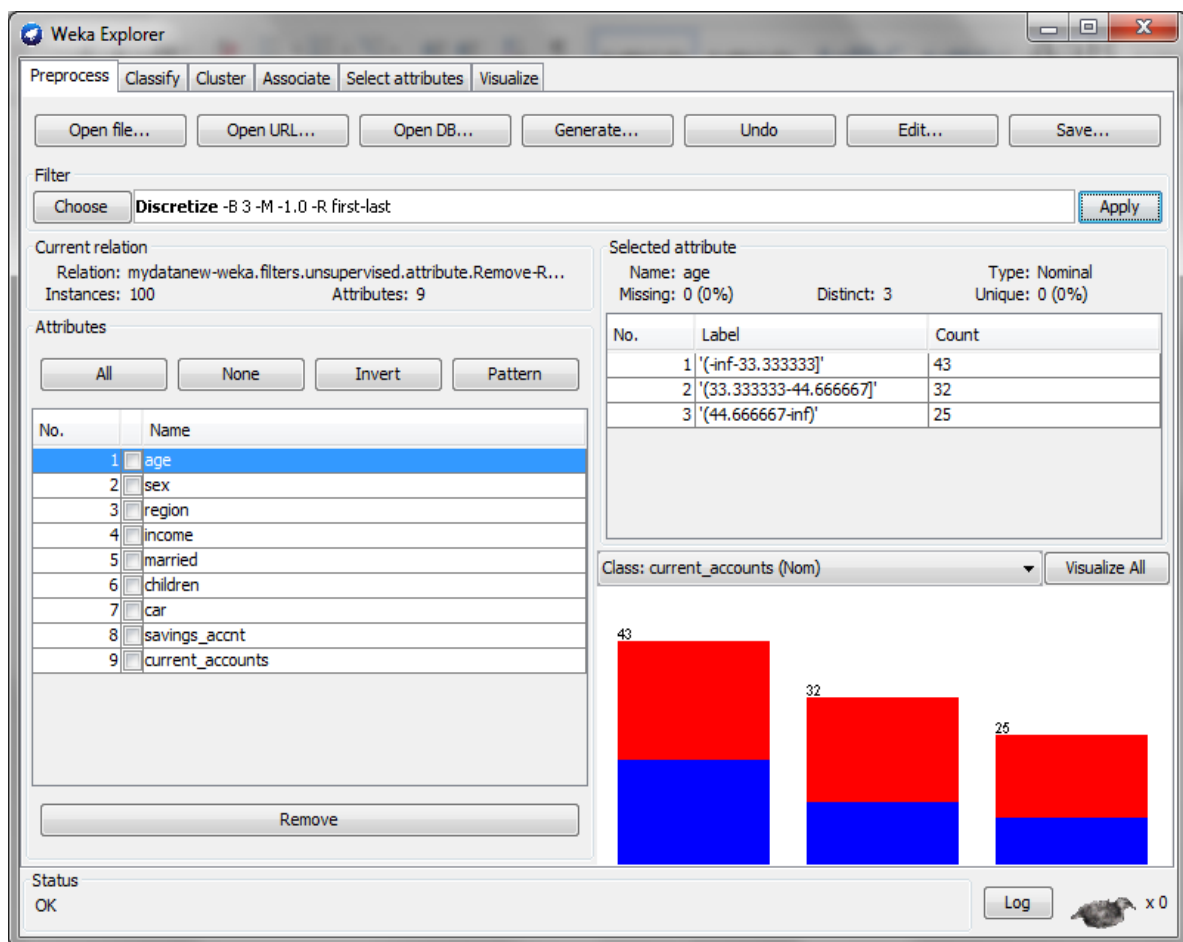 Weka Explorer
Preprocess Classify Cluster Associate Select attributes Visualize
Open file... Open URL... Open DB... Generate... Undo Edit... Save...
Filter
Choose Discretize -B 3 -M -1.0 -R first-last Apply
Current relation
Relation: mydatanew-weka.filters.unsupervised.attribute.Remove-R...
Instances: 100 Attributes: 9
Attributes
All None Invert Pattern
No. Name
1 age
2 sex
3 region
4 income
5 married
6 children
7 car
8 savings_accnt
9 current_accounts
Remove
Selected attribute
Name: age Type: Nominal
Missing: 0 (0%) Distinct: 3 Unique: 0 (0%)
No. Label Count
1 '(-inf-33.333333]' 43
2 '(33.333333-44.666667]' 32
3 '(44.666667-inf)' 25
Class: current_accounts (Nom) Visualize All
43
32
25
Status
OK
Log x 0